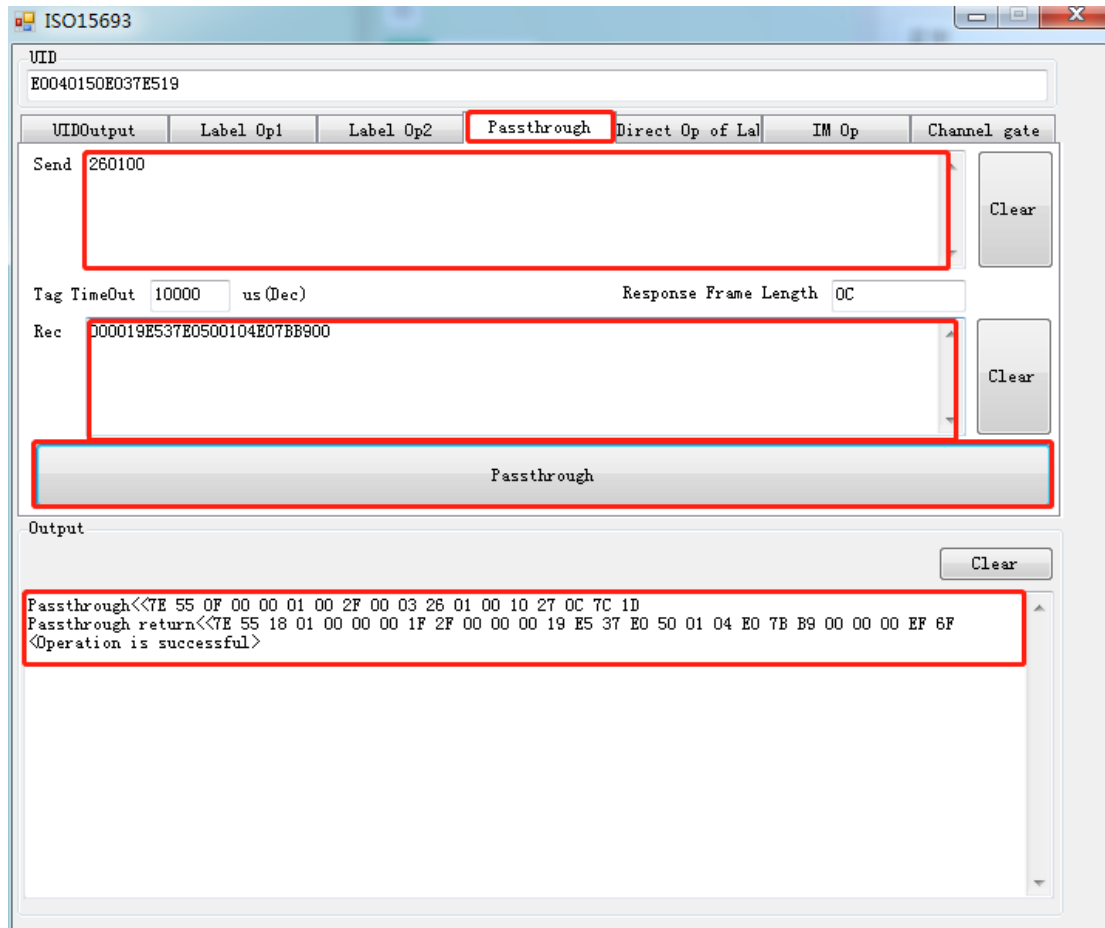 ISO15693
UID
E0040150E037E519
UIDOutput Label Op1 Label Op2 Passthrough Direct Op of Lal IM Op Channel gate
Send 260100
Clear
Tag TimeOut 10000 us(Dec) Response Frame Length 0C
Rec 000019E537E0500104E07BB900
Clear
Passthrough
Output
Clear
Passthrough<<7E 55 0F 00 00 01 00 2F 00 03 26 01 00 10 27 0C 7C 1D
Passthrough return<<7E 55 18 01 00 00 00 1F 2F 00 00 00 19 E5 37 E0 50 01 04 E0 7B B9 00 00 00 EF 6F
<Operation is successful>